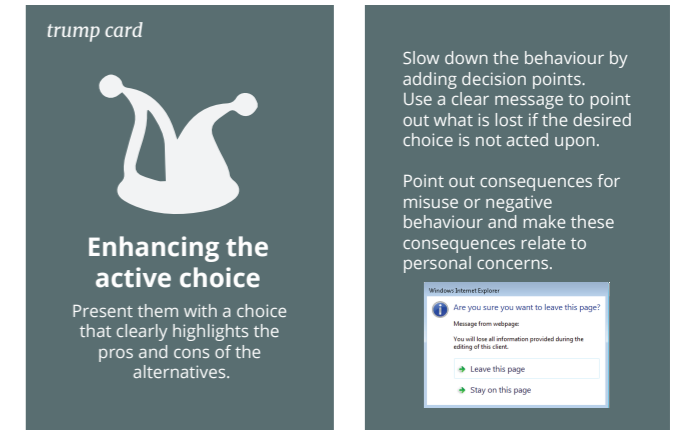 trump card
Enhancing the
active choice
Present them with a choice
that clearly highlights the
pros and cons of the
alternatives.
Slow down the behaviour by
adding decision points.
Use a clear message to point
out what is lost if the desired
choice is not acted upon.
Point out consequences for
misuse or negative
behaviour and make these
consequences relate to
personal concerns.
Windows Internet Explorer
Are you sure you want to leave this page?
Message from webpage:
You will lose all information provided during the
editing of this client.
Leave this page
Stay on this page